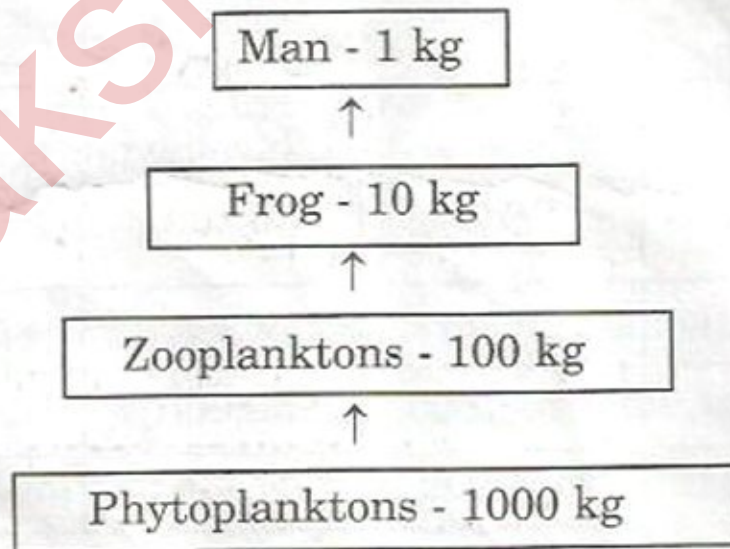 Man - 1 kg
↑
Frog - 10 kg
↑
Zooplanktons - 100 kg
↑
Phytoplanktons - 1000 kg